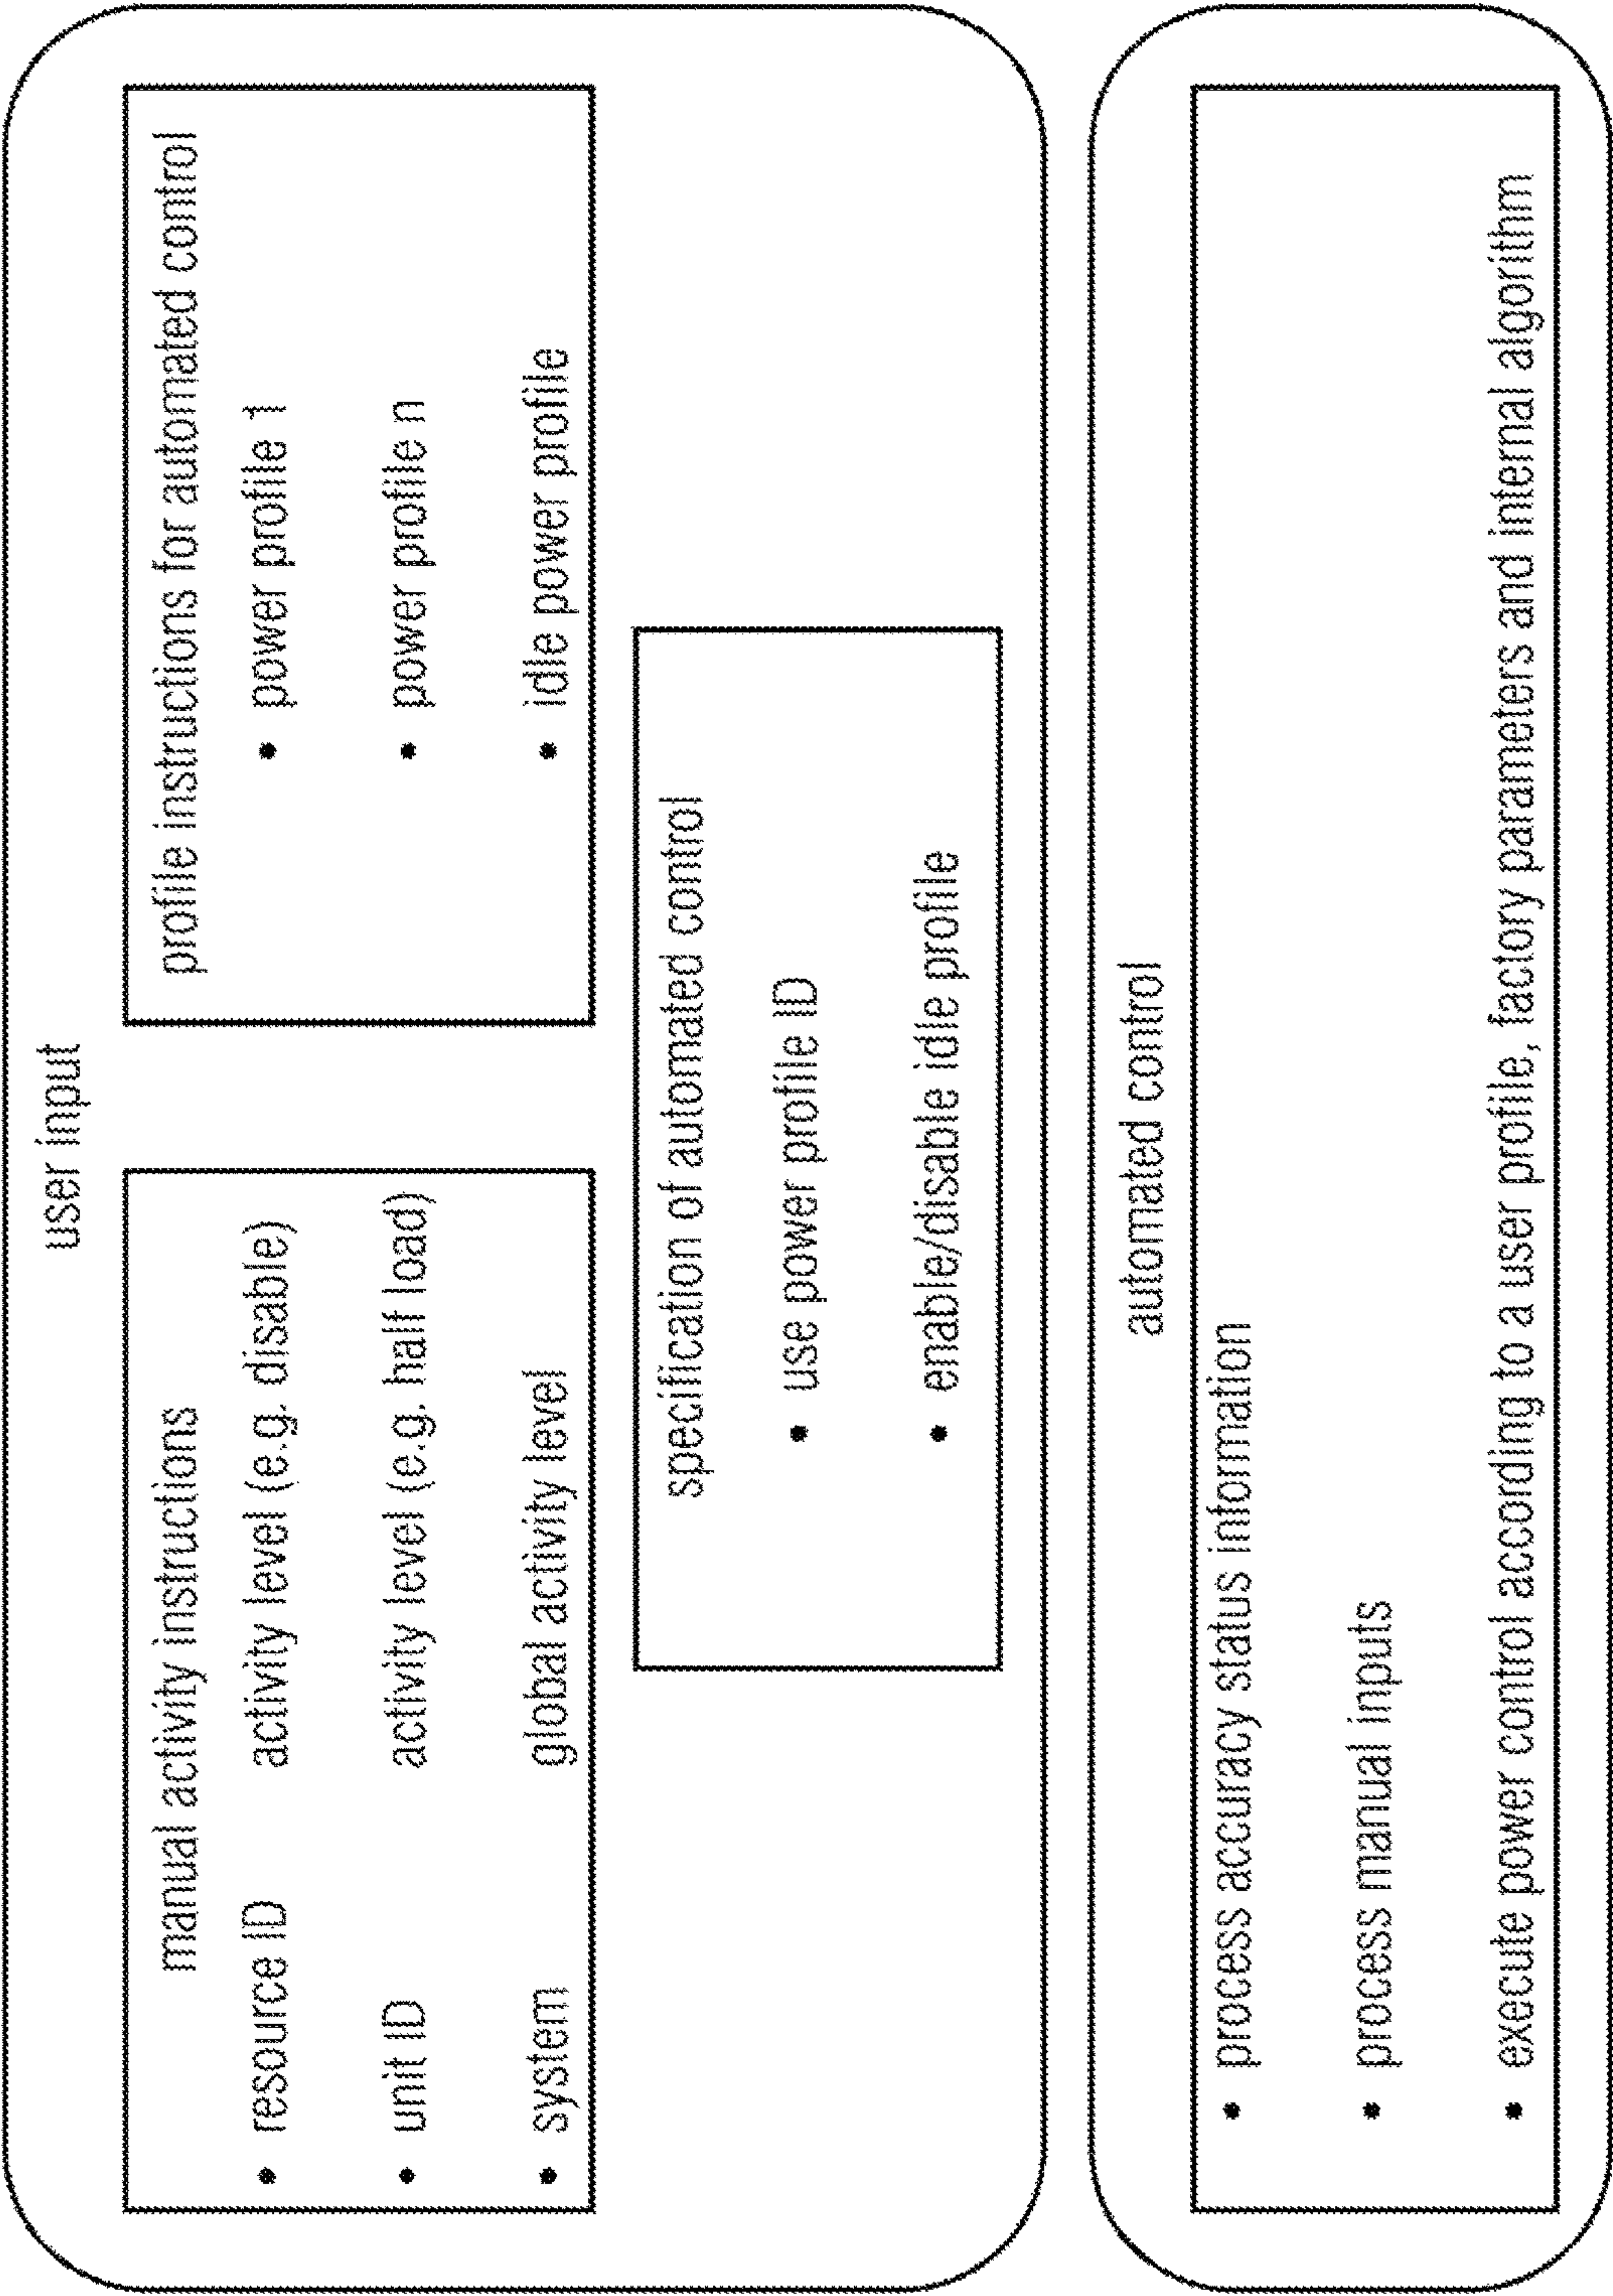 user input
manual activity instructions
• resource ID activity level (e.g. disable)
• unit ID activity level (e.g. half load)
• system global activity level
profile instructions for automated control
• power profile 1
• power profile n
• idle power profile
specification of automated control
• use power profile ID
• enable/disable idle profile
automated control
• process accuracy status information
• process manual inputs
• execute power control according to a user profile, factory parameters and internal algorithm